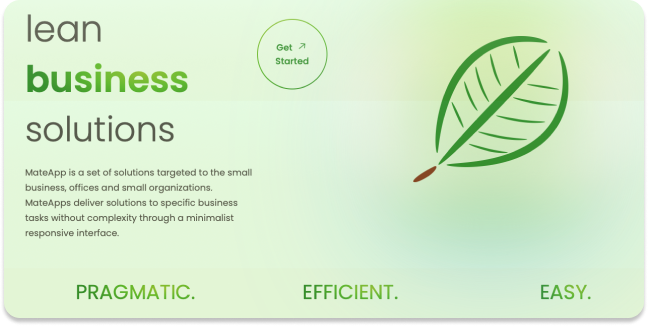 lean
business
solutions
Get ↗
Started
MateApp is a set of solutions targeted to the small
business, offices and small organizations.
MateApps deliver solutions to specific business
tasks without complexity through a minimalist
responsive interface.
PRAGMATIC.
EFFICIENT.
EASY.